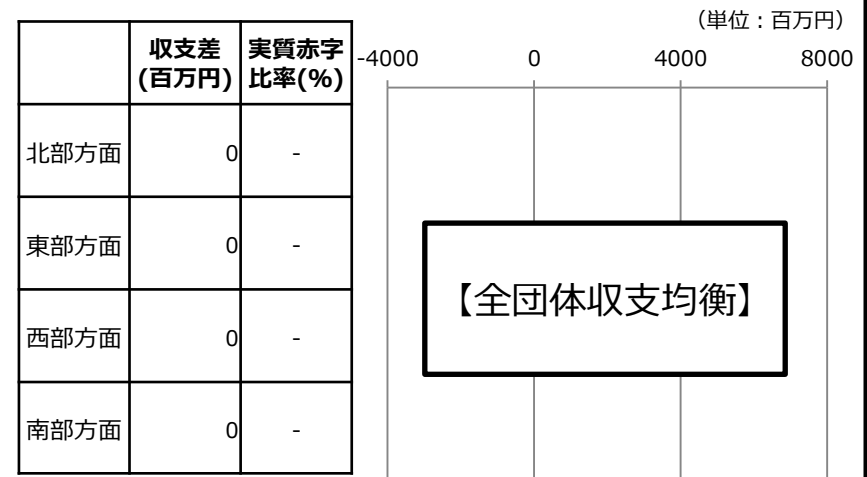 (単位：百万円)
収支差
(百万円)
実質赤字
比率(%)
-4000 0 4000 8000
北部方面 0 -
東部方面 0 -
西部方面 0 -
南部方面 0 -
【全団体収支均衡】